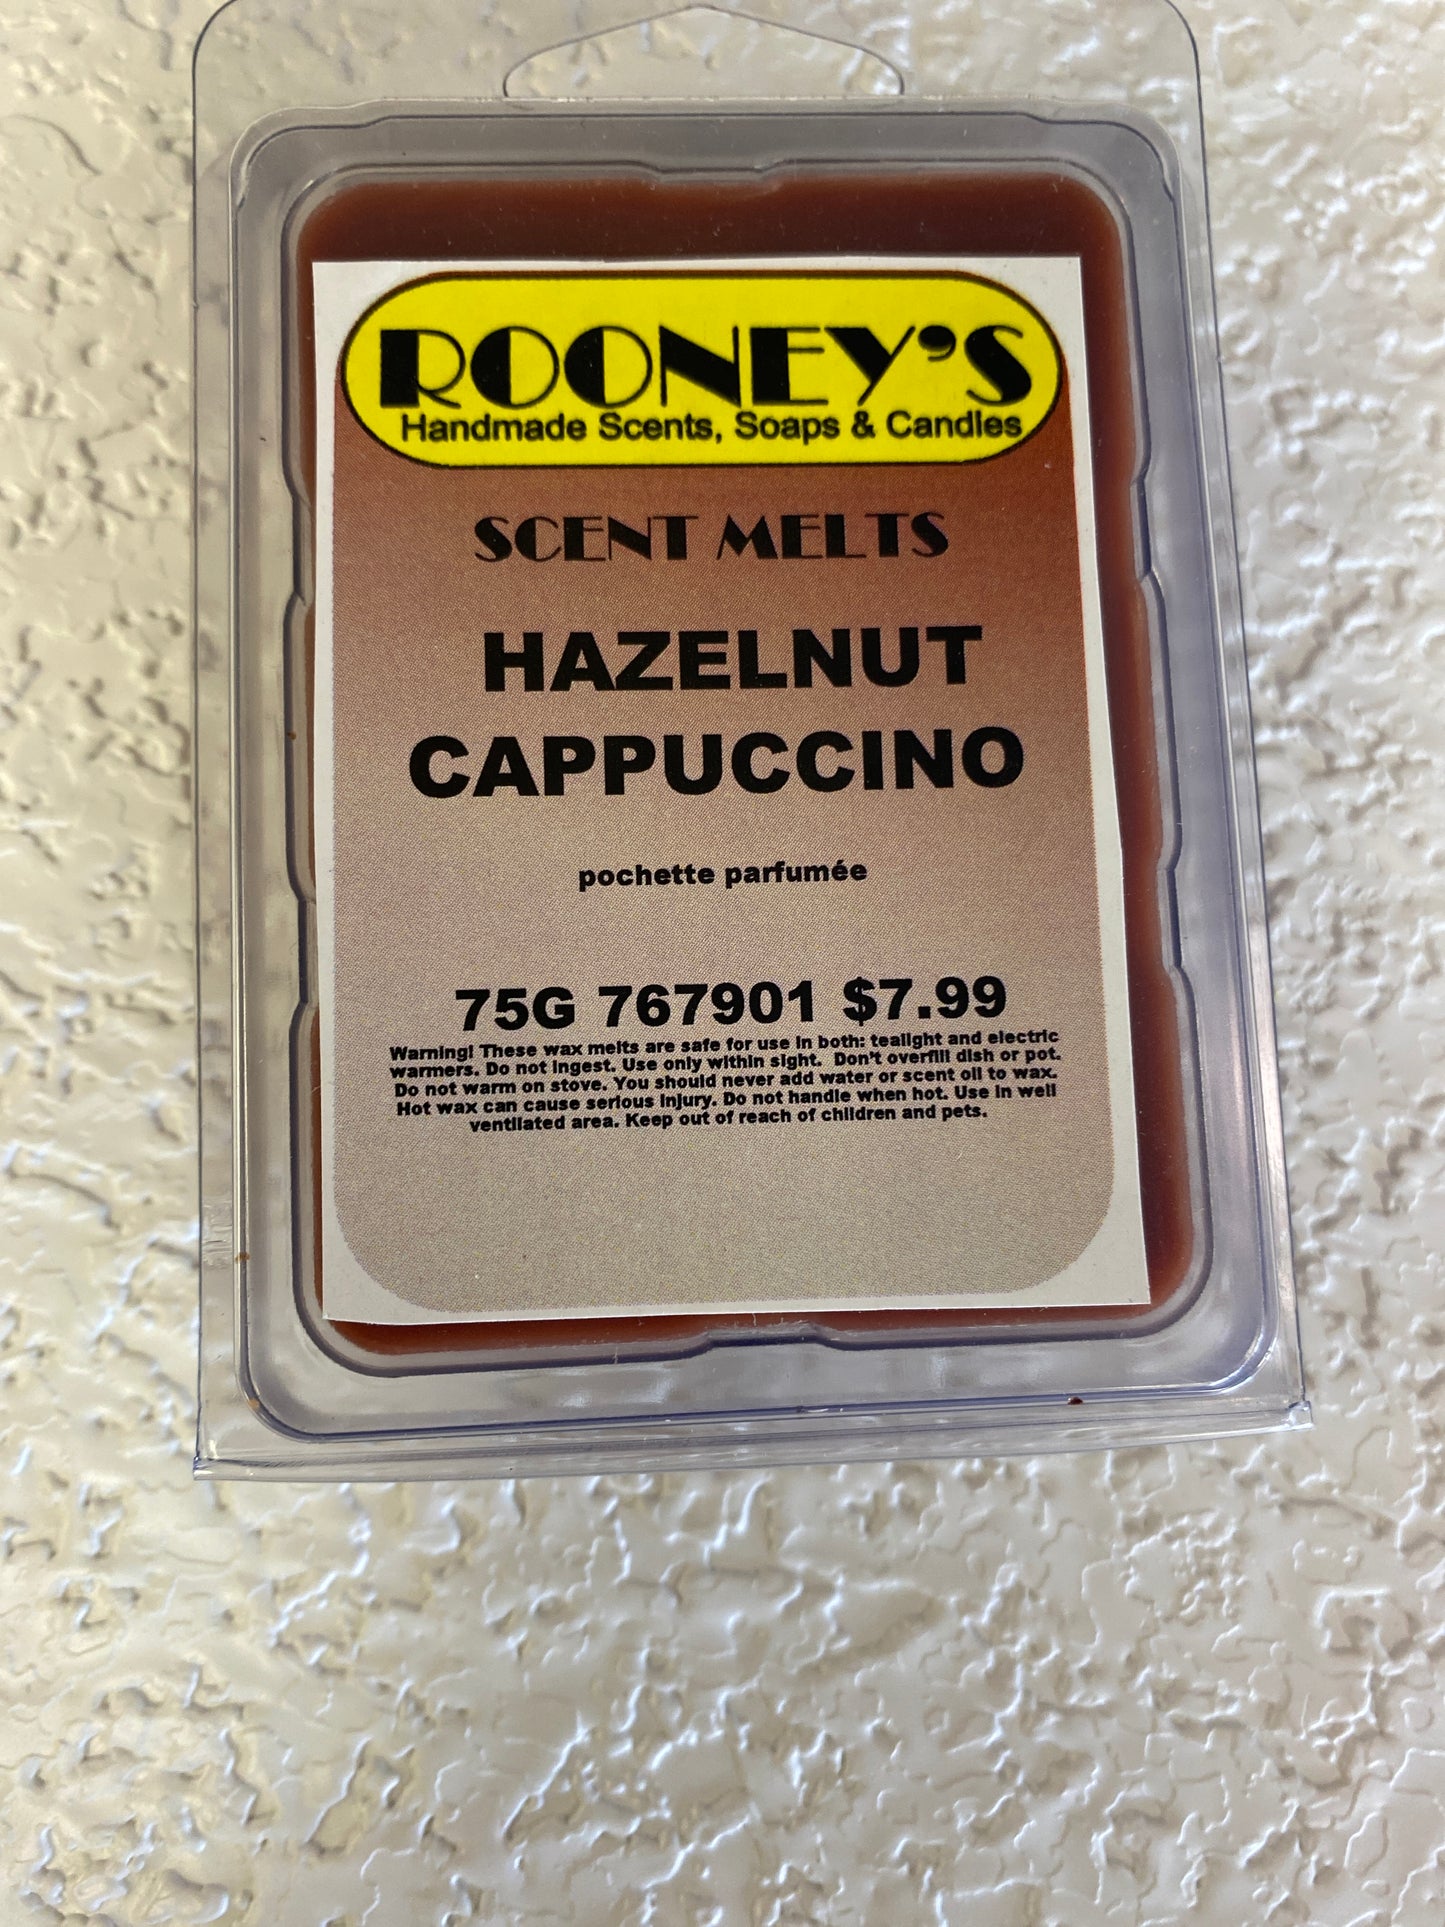 ROONEY'S
Handmade Scents, Soaps & Candles
SCENT MELTS
HAZELNUT
CAPPUCCINO
pochette parfumée
75G 767901 $7.99
Warning! These wax melts are safe for use in both: tealight and electric
warmers. Do not ingest. Use only within sight. Don't overfill dish or pot.
Do not warm on stove. You should never add water or scent oil to wax.
Hot wax can cause serious injury. Do not handle when hot. Use in well
ventilated area. Keep out of reach of children and pets.